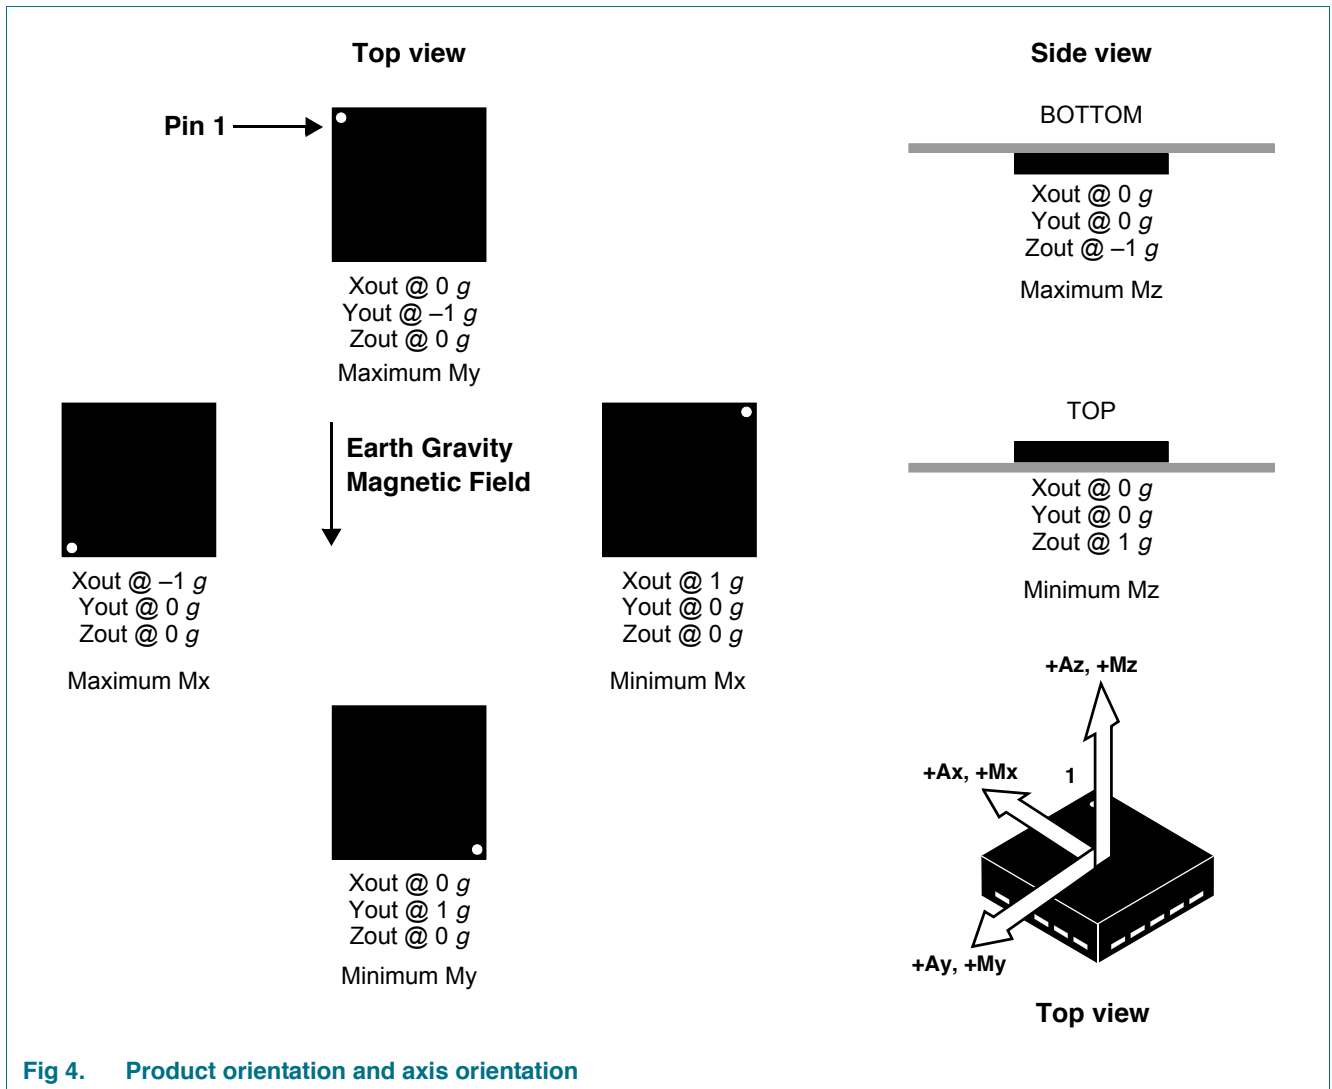 Top view
Pin 1
Xout @ 0 g
Yout @ –1 g
Zout @ 0 g
Maximum My
Earth Gravity
Magnetic Field
Xout @ –1 g
Yout @ 0 g
Zout @ 0 g
Maximum Mx
Xout @ 1 g
Yout @ 0 g
Zout @ 0 g
Minimum Mx
Xout @ 0 g
Yout @ 1 g
Zout @ 0 g
Minimum My
Side view
BOTTOM
Xout @ 0 g
Yout @ 0 g
Zout @ –1 g
Maximum Mz
TOP
Xout @ 0 g
Yout @ 0 g
Zout @ 1 g
Minimum Mz
+Az, +Mz
+Ax, +Mx
1
+Ay, +My
Top view
Fig 4. Product orientation and axis orientation